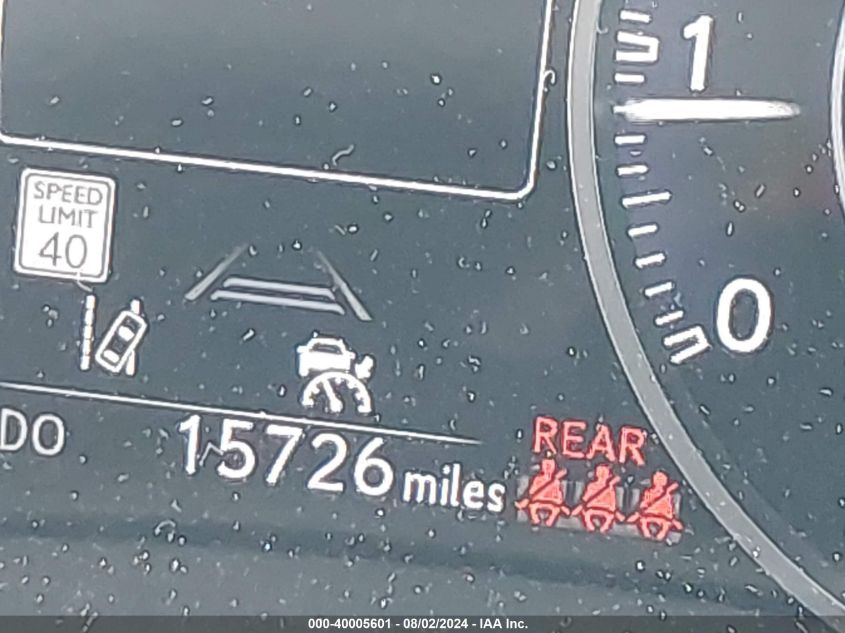 1
SPEED
LIMIT
40
0
DO
15726 miles
REAR
000-40005601 - 08/02/2024 - IAA Inc.